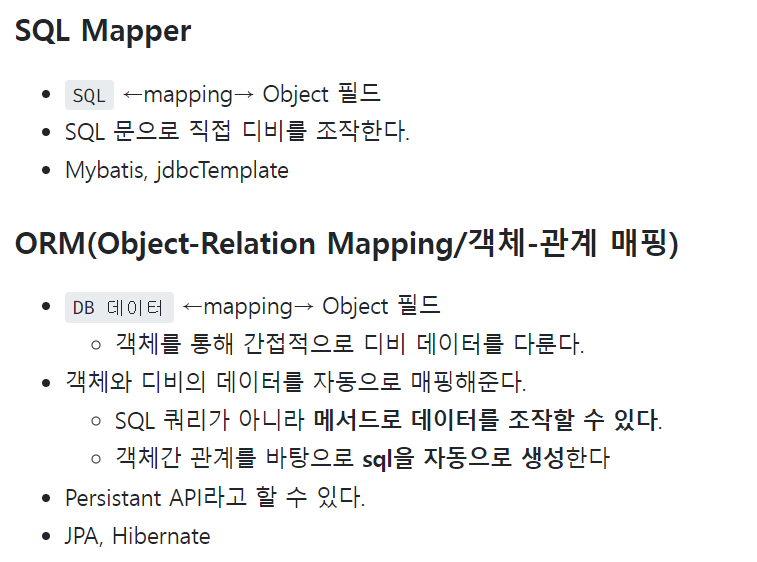 SQL Mapper
• SQL ←mapping→ Object 필드
• SQL 문으로 직접 디비를 조작한다.
• Mybatis, jdbcTemplate
ORM(Object-Relation Mapping/객체-관계 매핑)
• DB 데이터 ←mapping→ Object 필드
◦ 객체를 통해 간접적으로 디비 데이터를 다룬다.
• 객체와 디비의 데이터를 자동으로 매핑해준다.
◦ SQL 쿼리가 아니라 메서드로 데이터를 조작할 수 있다.
◦ 객체간 관계를 바탕으로 sql을 자동으로 생성한다
• Persistant API라고 할 수 있다.
• JPA, Hibernate